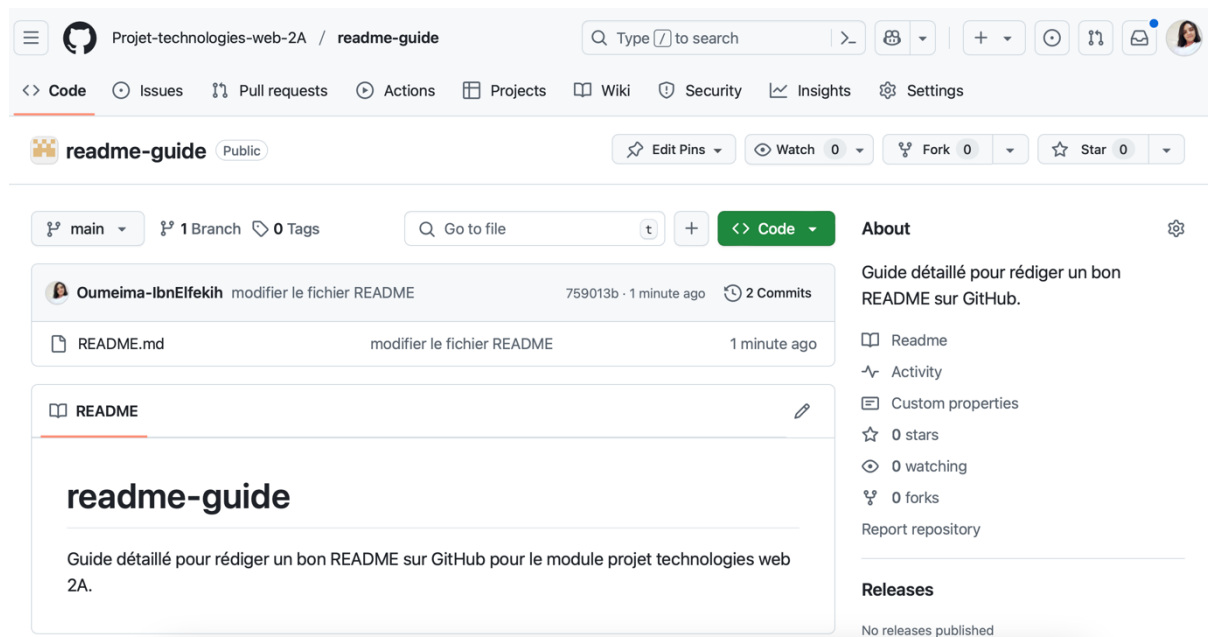 Projet-technologies-web-2A / readme-guide
Type / to search
Code Issues Pull requests Actions Projects Wiki Security Insights Settings
readme-guide Public
Edit Pins Watch 0 Fork 0 Star 0
main 1 Branch 0 Tags Go to file t Code
Oumeima-IbnElfekih modifier le fichier README 759013b · 1 minute ago 2 Commits
README.md modifier le fichier README 1 minute ago
README
readme-guide
Guide détaillé pour rédiger un bon README sur GitHub pour le module projet technologies web
2A.
About
Guide détaillé pour rédiger un bon
README sur GitHub.
Readme
Activity
Custom properties
0 stars
0 watching
0 forks
Report repository
Releases
No releases published